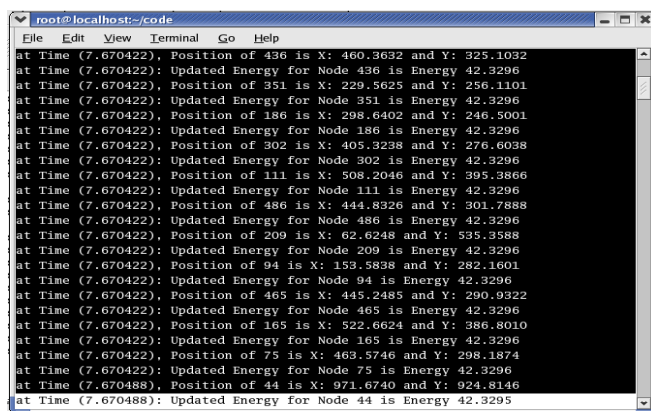 root@localhost:~/code
File Edit View Terminal Go Help
at Time (7.670422), Position of 436 is X: 460.3632 and Y: 325.1032
at Time (7.670422): Updated Energy for Node 436 is Energy 42.3296
at Time (7.670422), Position of 351 is X: 229.5625 and Y: 256.1101
at Time (7.670422): Updated Energy for Node 351 is Energy 42.3296
at Time (7.670422), Position of 186 is X: 298.6402 and Y: 246.5001
at Time (7.670422): Updated Energy for Node 186 is Energy 42.3296
at Time (7.670422), Position of 302 is X: 405.3238 and Y: 276.6038
at Time (7.670422): Updated Energy for Node 302 is Energy 42.3296
at Time (7.670422), Position of 111 is X: 508.2046 and Y: 395.3866
at Time (7.670422): Updated Energy for Node 111 is Energy 42.3296
at Time (7.670422), Position of 486 is X: 444.8326 and Y: 301.7888
at Time (7.670422): Updated Energy for Node 486 is Energy 42.3296
at Time (7.670422), Position of 209 is X: 62.6248 and Y: 535.3588
at Time (7.670422): Updated Energy for Node 209 is Energy 42.3296
at Time (7.670422), Position of 94 is X: 153.5838 and Y: 282.1601
at Time (7.670422): Updated Energy for Node 94 is Energy 42.3296
at Time (7.670422), Position of 465 is X: 445.2485 and Y: 290.9322
at Time (7.670422): Updated Energy for Node 465 is Energy 42.3296
at Time (7.670422), Position of 165 is X: 522.6624 and Y: 386.8010
at Time (7.670422): Updated Energy for Node 165 is Energy 42.3296
at Time (7.670422), Position of 75 is X: 463.5746 and Y: 298.1874
at Time (7.670422): Updated Energy for Node 75 is Energy 42.3296
at Time (7.670488), Position of 44 is X: 971.6740 and Y: 924.8146
at Time (7.670488): Updated Energy for Node 44 is Energy 42.3295